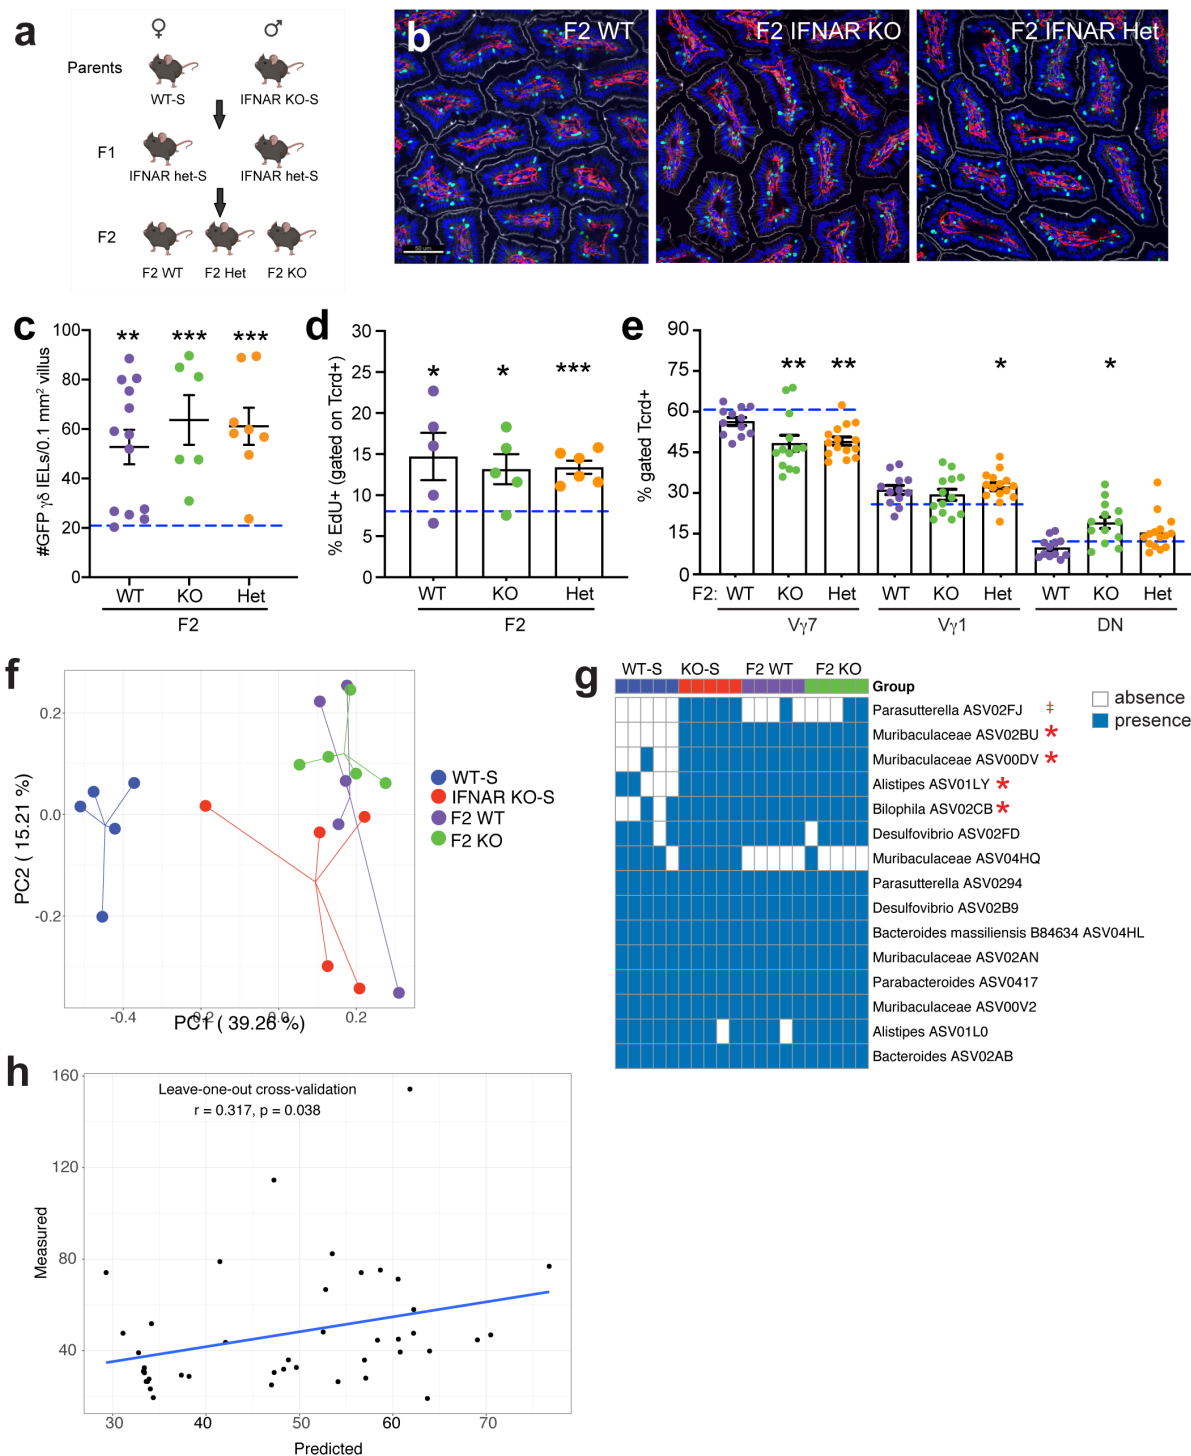 a
♀ ♂
Parents
WT-S IFNAR KO-S
F1
IFNAR het-S IFNAR het-S
F2
F2 WT F2 Het F2 KO
b
F2 WT F2 IFNAR KO F2 IFNAR Het
50 um
c
#GFP γδ IELs/0.1 mm² villus
100
80
60
40
20
0
** *** ***
WT KO Het
F2
d
% EdU+ (gated on Tcrd+)
30
25
20
15
10
5
0
* * ***
WT KO Het
F2
e
% gated Tcrd+
90
75
60
45
30
15
0
** ** * *
F2: WT KO Het WT KO Het WT KO Het
Vγ7 Vγ1 DN
f
PC2 ( 15.21 %)
0.2
0.0
-0.2
-0.4 -0.2 0.0 0.2
PC1 ( 39.26 %)
WT-S
IFNAR KO-S
F2 WT
F2 KO
g
WT-S KO-S F2 WT F2 KO
Group
absence
presence
Parasutterella ASV02FJ ‡
Muribaculaceae ASV02BU *
Muribaculaceae ASV00DV *
Alistipes ASV01LY *
Bilophila ASV02CB *
Desulfovibrio ASV02FD
Muribaculaceae ASV04HQ
Parasutterella ASV0294
Desulfovibrio ASV02B9
Bacteroides massiliensis B84634 ASV04HL
Muribaculaceae ASV02AN
Parabacteroides ASV0417
Muribaculaceae ASV00V2
Alistipes ASV01L0
Bacteroides ASV02AB
h
Leave-one-out cross-validation
r = 0.317, p = 0.038
Measured
160
120
80
40
30 40 50 60 70
Predicted